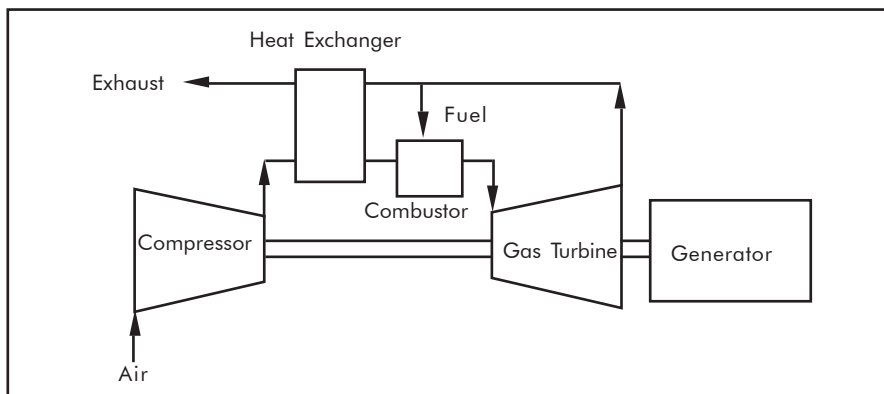 Heat Exchanger
Exhaust
Fuel
Combustor
Compressor
Gas Turbine
Generator
Air